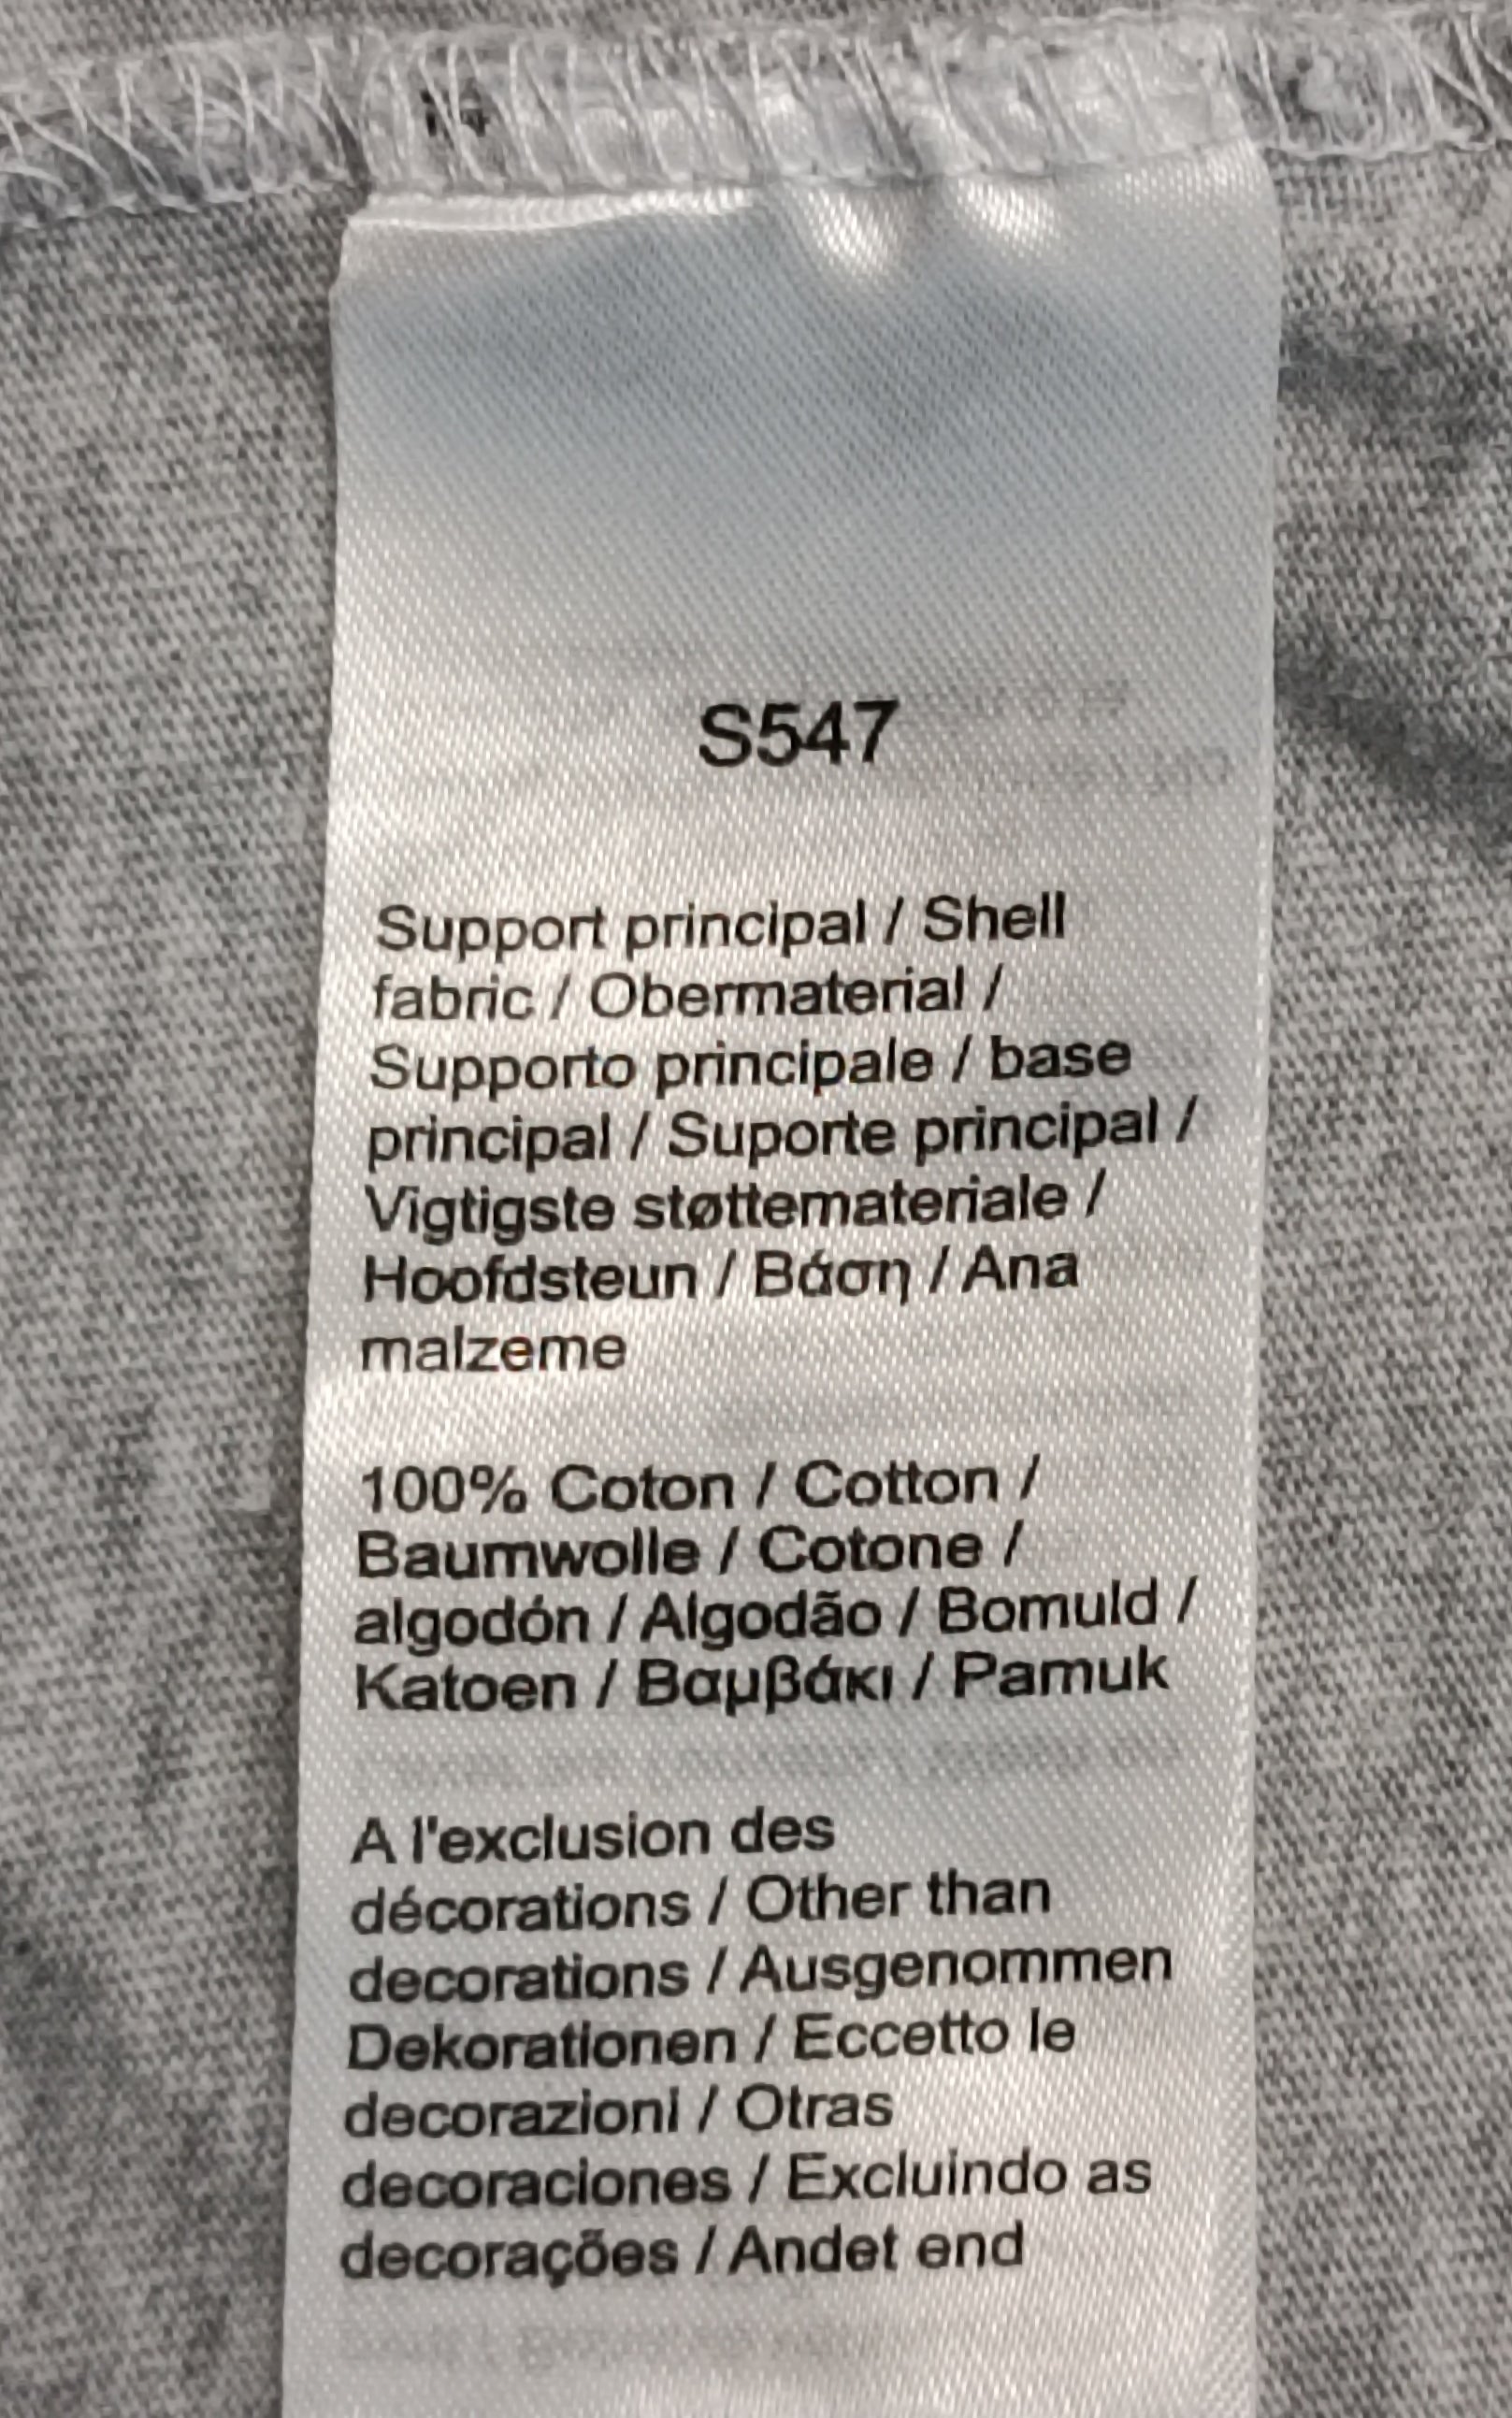 S547
Support principal / Shell
fabric / Obermaterial /
Supporto principale / base
principal / Suporte principal /
Vigtigste støttemateriale /
Hoofdsteun / Βάση / Ana
malzeme
100% Coton / Cotton /
Baumwolle / Cotone /
algodón / Algodão / Bomuld /
Katoen / Βαμβάκι / Pamuk
A l'exclusion des
décorations / Other than
decorations / Ausgenommen
Dekorationen / Eccetto le
decorazioni / Otras
decoraciones / Excluindo as
decorações / Andet end